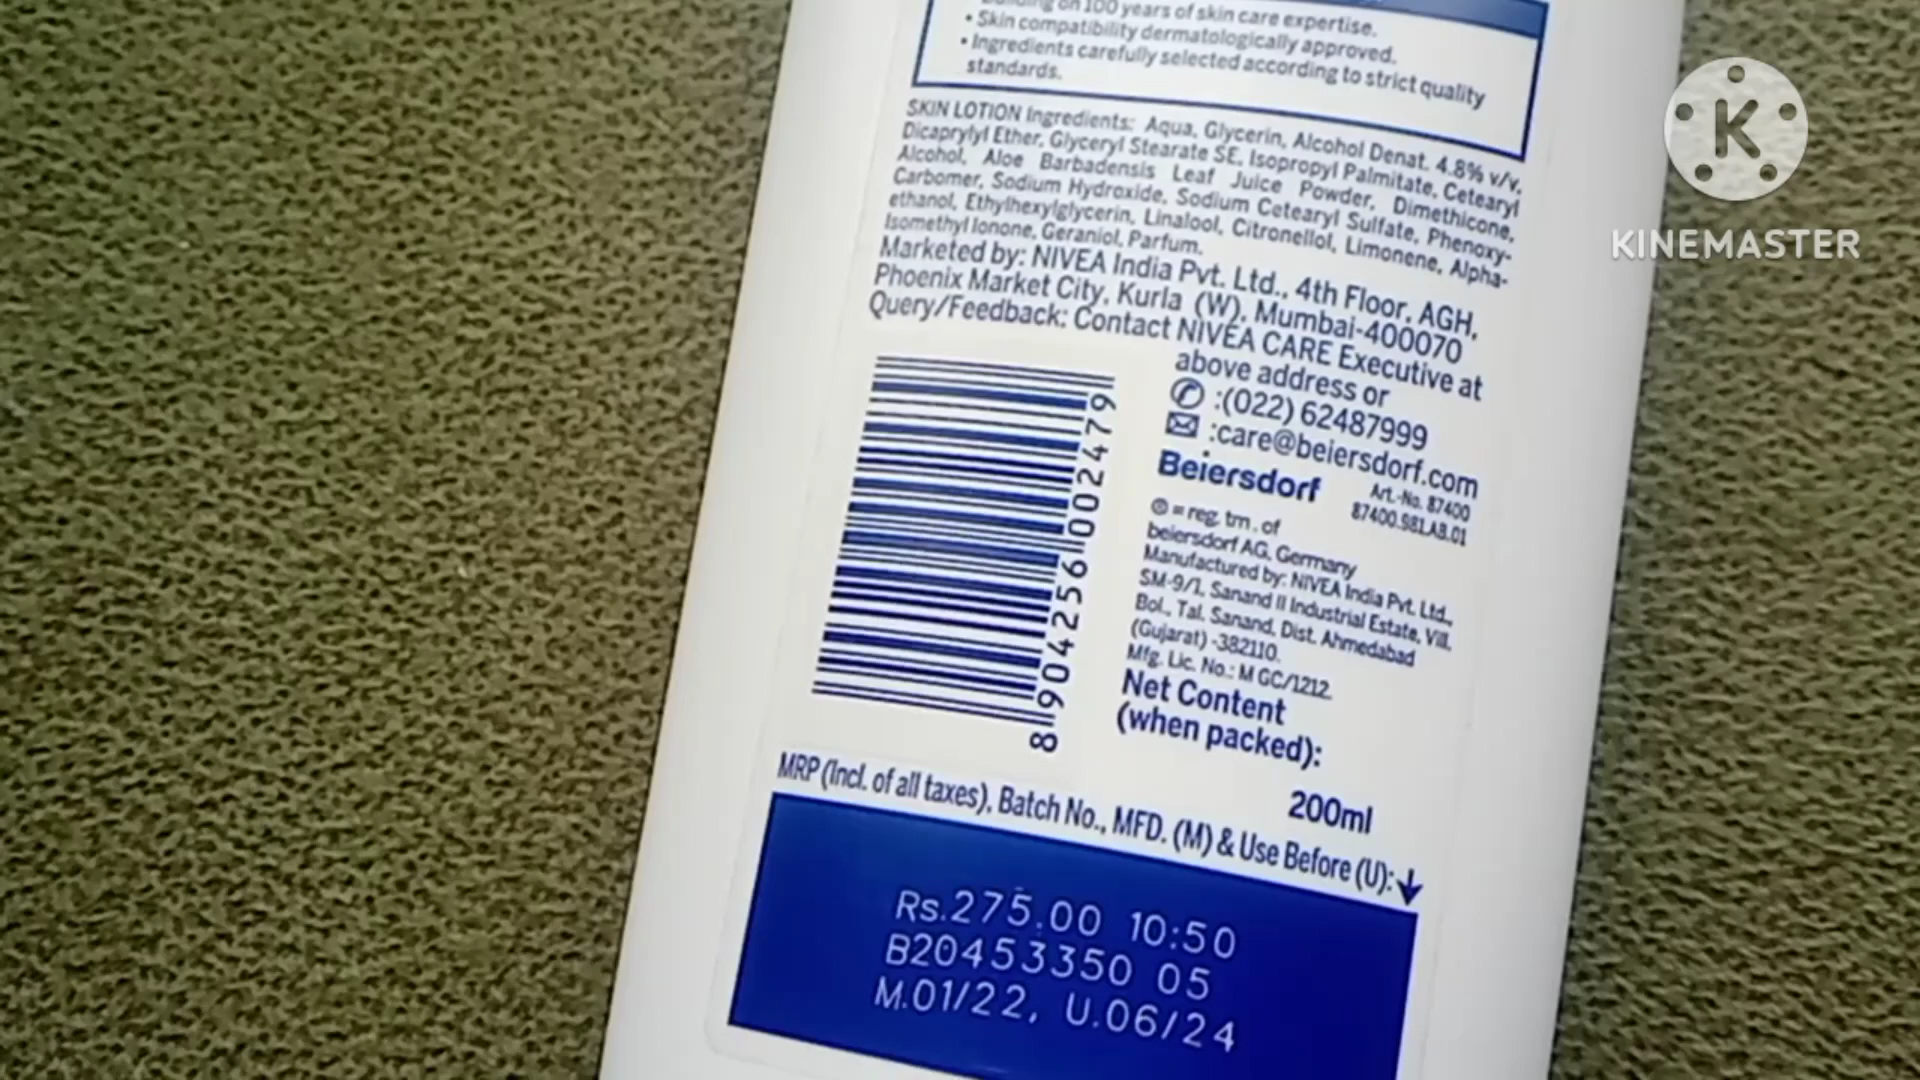 Building on 100 years of skin care expertise.
• Skin compatibility dermatologically approved.
• Ingredients carefully selected according to strict quality
standards.
SKIN LOTION Ingredients: Aqua, Glycerin, Alcohol Denat. 4.8% v/v,
Dicaprylyl Ether, Glyceryl Stearate SE, Isopropyl Palmitate, Cetearyl
Alcohol, Aloe Barbadensis Leaf Juice Powder, Dimethicone,
Carbomer, Sodium Hydroxide, Sodium Cetearyl Sulfate, Phenoxy-
ethanol, Ethylhexylglycerin, Linalool, Citronellol, Limonene, Alpha-
Isomethyl Ionone, Geraniol, Parfum.
Marketed by: NIVEA India Pvt. Ltd., 4th Floor, AGH,
Phoenix Market City, Kurla (W), Mumbai-400070
Query/Feedback: Contact NIVEA CARE Executive at
above address or
:(022) 62487999
:care@beiersdorf.com
Beiersdorf
Art.-No. 87400
87400.981.AB.01
® = reg. tm. of
beiersdorf AG, Germany
Manufactured by: NIVEA India Pvt. Ltd.,
SM-9/1, Sanand II Industrial Estate, Vill.
Bol., Tal. Sanand, Dist. Ahmedabad
(Gujarat) -382110.
Mfg. Lic. No.: M GC/1212.
Net Content
(when packed):
200ml
8 904256 002479
MRP (Incl. of all taxes), Batch No., MFD. (M) & Use Before (U):
Rs.275.00 10:50
B20453350 05
M.01/22, U.06/24
K
KINEMASTER